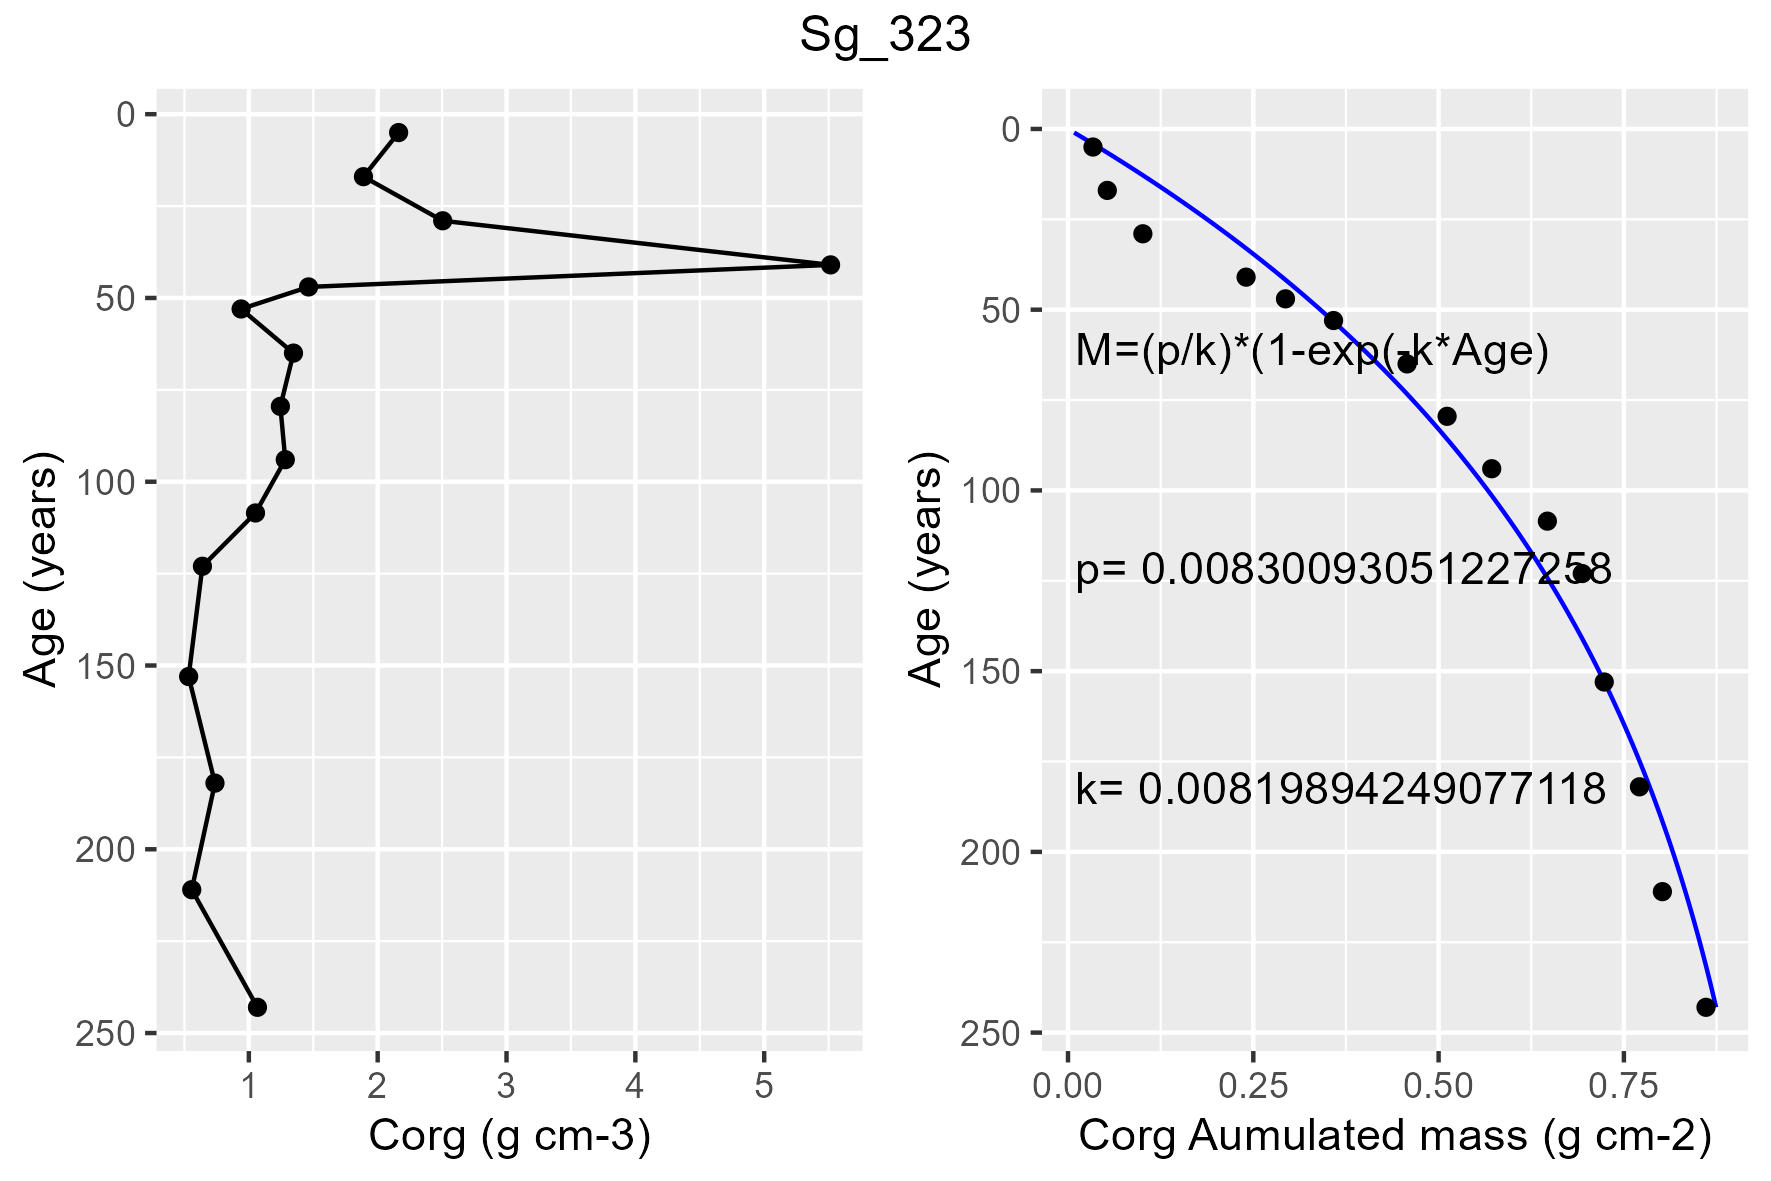 Sg_323
0
50
100
150
200
250
Age (years)
1 2 3 4 5
Corg (g cm-3)
0
50
100
150
200
250
Age (years)
M=(p/k)*(1-exp(-k*Age)
p= 0.00830093051227258
k= 0.00819894249077118
0.00 0.25 0.50 0.75
Corg Aumulated mass (g cm-2)